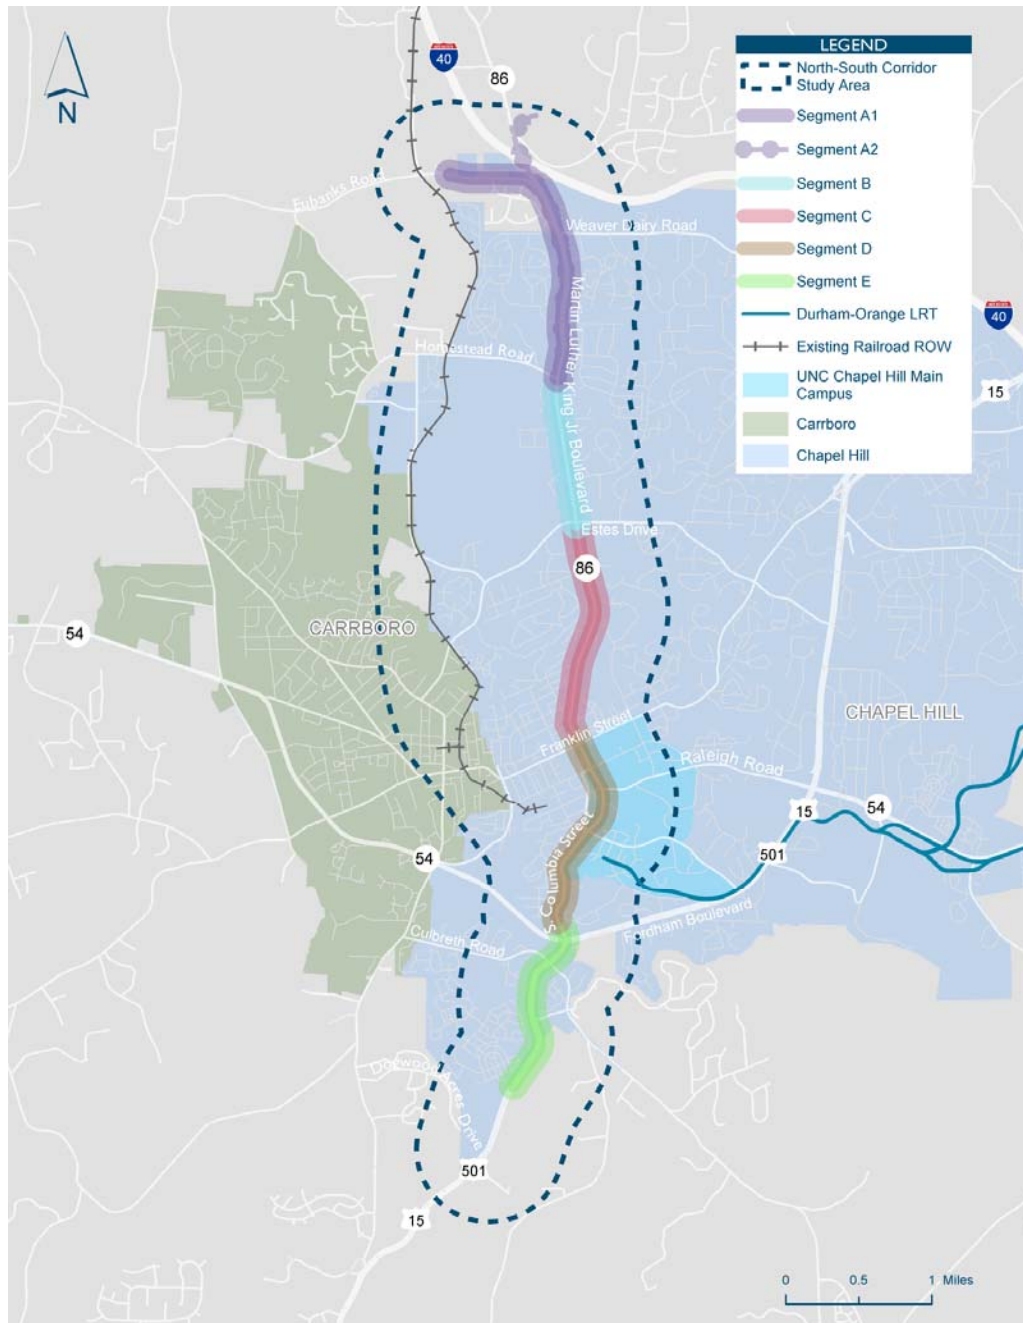 LEGEND
North-South Corridor
Study Area
Segment A1
Segment A2
Segment B
Segment C
Segment D
Segment E
Durham-Orange LRT
Existing Railroad ROW
UNC Chapel Hill Main
Campus
Carrboro
Chapel Hill
N
40
86
Eubanks Road
Weaver Dairy Road
40
Martin Luther King Jr Boulevard
Homestead Road
15
Estes Drive
86
54
CARRBORO
CHAPEL HILL
Franklin Street
Raleigh Road
15
54
S. Columbia Street
54
501
Fordham Boulevard
Culbreth Road
Dogwood Acres Drive
501
15
0 0.5 1 Miles